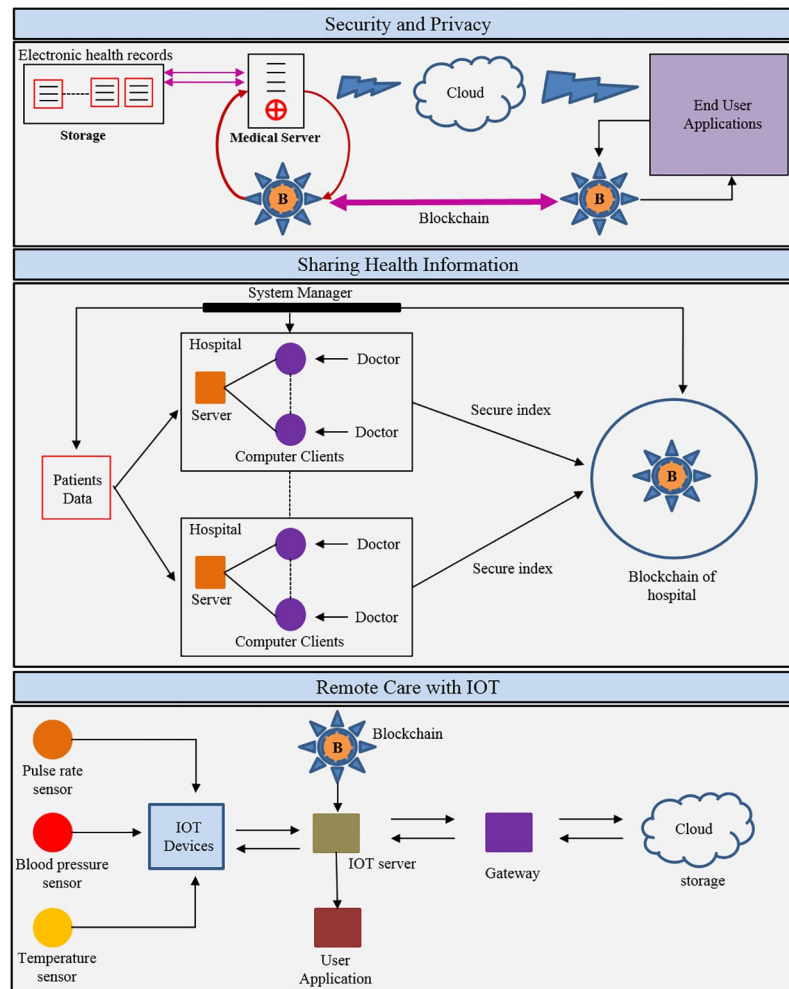 Security and Privacy
Electronic health records
Storage
Medical Server
Cloud
End User
Applications
B
B
Blockchain
Sharing Health Information
System Manager
Hospital
Doctor
Server
Doctor
Computer Clients
Secure index
Patients
Data
B
Hospital
Doctor
Server
Doctor
Computer Clients
Secure index
Blockchain of
hospital
Remote Care with IOT
Pulse rate
sensor
B
Blockchain
Blood pressure
sensor
IOT
Devices
IOT server
Gateway
Cloud
storage
Temperature
sensor
User
Application